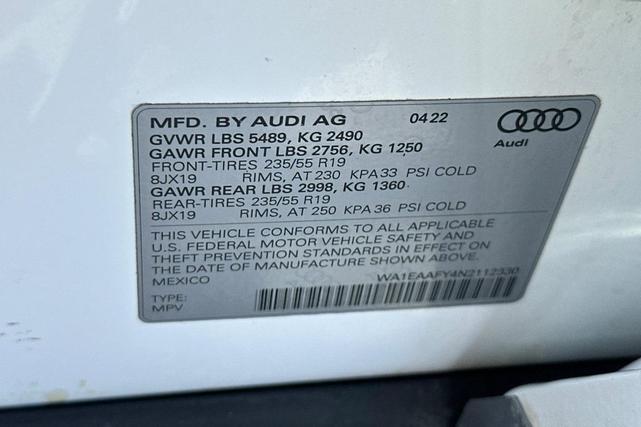 MFD. BY AUDI AG 04 22
GVWR LBS 5489, KG 2490
GAWR FRONT LBS 2756, KG 1250
FRONT-TIRES 235/55 R19
8JX19 RIMS, AT 230 KPA 33 PSI COLD
GAWR REAR LBS 2998, KG 1360
REAR-TIRES 235/55 R19
8JX19 RIMS, AT 250 KPA 36 PSI COLD
Audi
THIS VEHICLE CONFORMS TO ALL APPLICABLE
U.S. FEDERAL MOTOR VEHICLE SAFETY AND
THEFT PREVENTION STANDARDS IN EFFECT ON
THE DATE OF MANUFACTURE SHOWN ABOVE.
MEXICO WA1EAAFY4N2112330
TYPE:
MPV